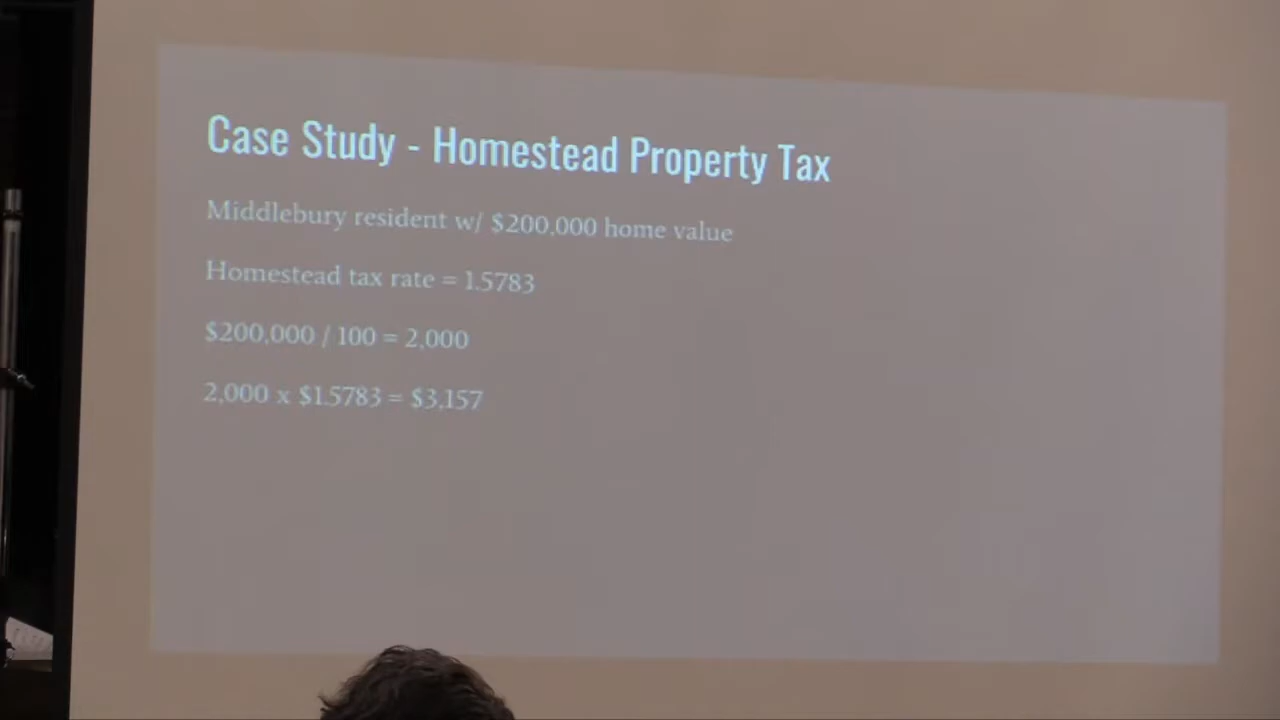 Case Study - Homestead Property Tax
Middlebury resident w/ $200,000 home value
Homestead tax rate = 1.5783
$200,000 / 100 = 2,000
2,000 x $1.5783 = $3,157